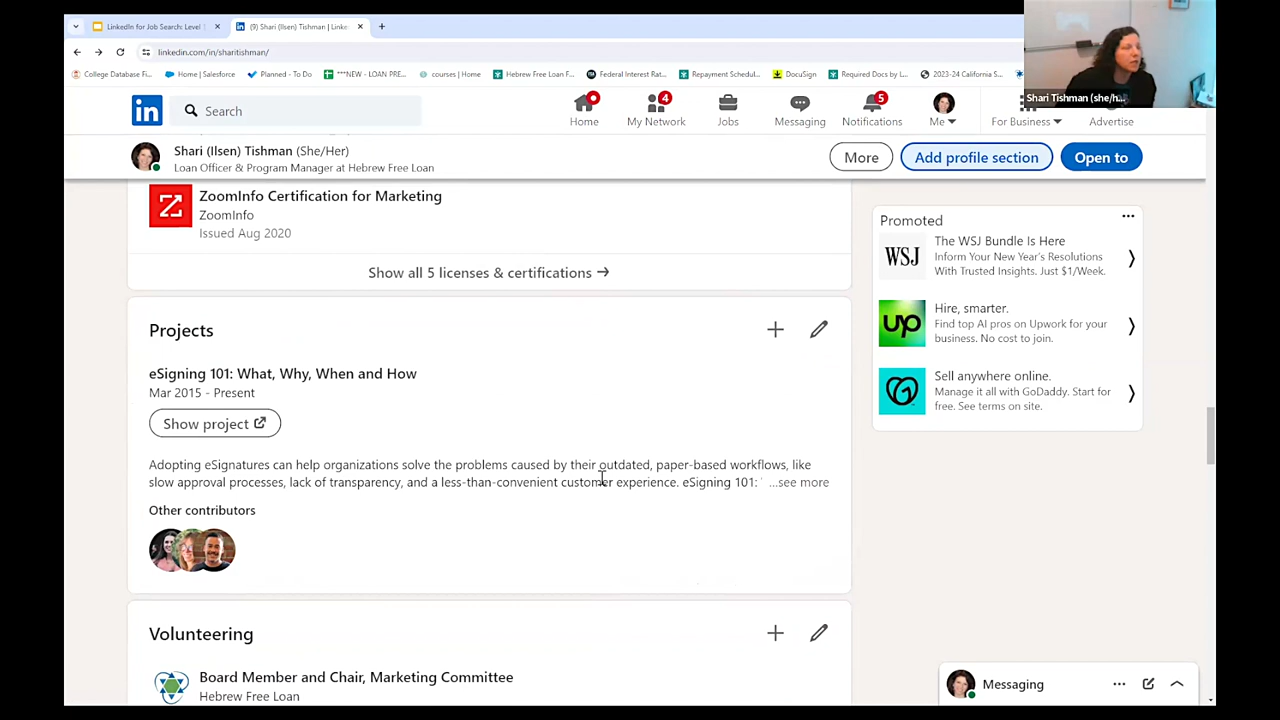 LinkedIn for Job Search: Level
(9) Shari (Ilsen) Tishman | Linke
linkedin.com/in/sharitishman/
College Database Fi...
Home | Salesforce
Planned - To Do
***NEW - LOAN PRE...
courses | Home
Hebrew Free Loan F...
Federal Interest Rat...
Repayment Schedul...
DocuSign
Required Docs by L...
2023-24 California S...
Shari Tishman (she/h...
in
Search
4
5
Home
My Network
Jobs
Messaging
Notifications
Me
For Business
Advertise
Shari (Ilsen) Tishman (She/Her)
Loan Officer & Program Manager at Hebrew Free Loan
More
Add profile section
Open to
ZoomInfo Certification for Marketing
ZoomInfo
Issued Aug 2020
Show all 5 licenses & certifications →
Projects
eSigning 101: What, Why, When and How
Mar 2015 - Present
Show project
Adopting eSignatures can help organizations solve the problems caused by their outdated, paper-based workflows, like
slow approval processes, lack of transparency, and a less-than-convenient customer experience. eSigning 101: ' ...see more
Other contributors
Volunteering
Board Member and Chair, Marketing Committee
Hebrew Free Loan
Promoted
WSJ
The WSJ Bundle Is Here
Inform Your New Year's Resolutions
With Trusted Insights. Just $1/Week.
up
Hire, smarter.
Find top AI pros on Upwork for your
business. No cost to join.
Sell anywhere online.
Manage it all with GoDaddy. Start for
free. See terms on site.
Messaging